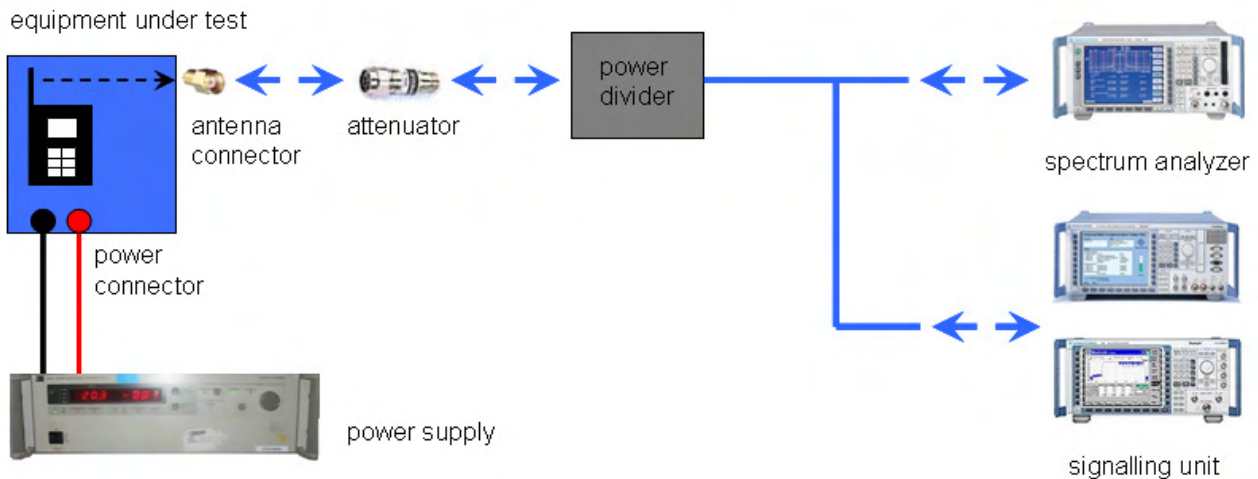 equipment under test
power
divider
antenna
connector
attenuator
spectrum analyzer
power
connector
power supply
signalling unit